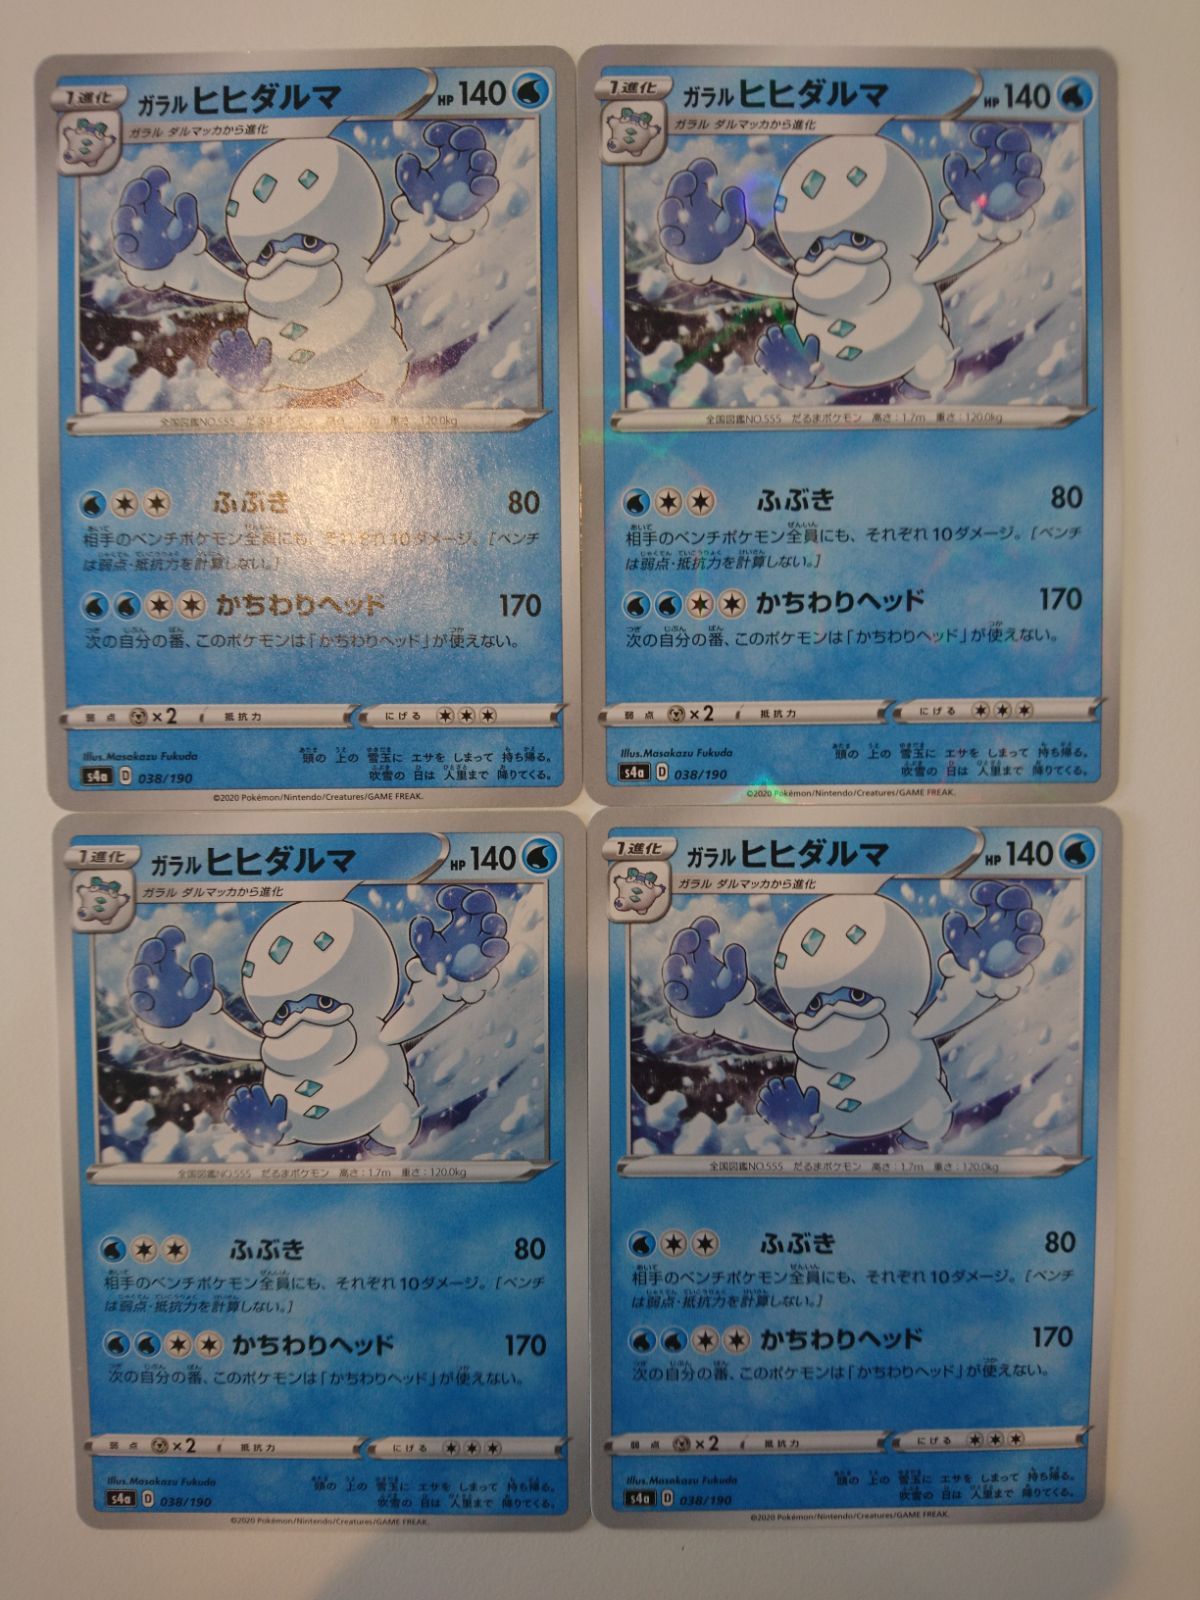 1進化
ガラル ヒヒダルマ
HP 140
ガラル ダルマッカから進化
全国図鑑NO.555 だるまポケモン 高さ:1.7m 重さ:120.0kg
ふぶき 80
相手のベンチポケモン全員にも、それぞれ10ダメージ。[ベンチ
は弱点・抵抗力を計算しない。]
かちわりヘッド 170
次の自分の番、このポケモンは「かちわりヘッド」が使えない。
弱点 ×2 抵抗力 にげる
Illus.Masakazu Fukuda
頭の 上の 雪玉に エサを しまって 持ち帰る。
吹雪の 日は 人里まで 降りてくる。
s4a D 038/190
©2020 Pokémon/Nintendo/Creatures/GAME FREAK.
1進化
ガラル ヒヒダルマ
HP 140
ガラル ダルマッカから進化
全国図鑑NO.555 だるまポケモン 高さ:1.7m 重さ:120.0kg
ふぶき 80
相手のベンチポケモン全員にも、それぞれ10ダメージ。[ベンチ
は弱点・抵抗力を計算しない。]
かちわりヘッド 170
次の自分の番、このポケモンは「かちわりヘッド」が使えない。
弱点 ×2 抵抗力 にげる
Illus.Masakazu Fukuda
頭の 上の 雪玉に エサを しまって 持ち帰る。
吹雪の 日は 人里まで 降りてくる。
s4a D 038/190
©2020 Pokémon/Nintendo/Creatures/GAME FREAK.
1進化
ガラル ヒヒダルマ
HP 140
ガラル ダルマッカから進化
全国図鑑NO.555 だるまポケモン 高さ:1.7m 重さ:120.0kg
ふぶき 80
相手のベンチポケモン全員にも、それぞれ10ダメージ。[ベンチ
は弱点・抵抗力を計算しない。]
かちわりヘッド 170
次の自分の番、このポケモンは「かちわりヘッド」が使えない。
弱点 ×2 抵抗力 にげる
Illus.Masakazu Fukuda
頭の 上の 雪玉に エサを しまって 持ち帰る。
吹雪の 日は 人里まで 降りてくる。
s4a D 038/190
©2020 Pokémon/Nintendo/Creatures/GAME FREAK.
1進化
ガラル ヒヒダルマ
HP 140
ガラル ダルマッカから進化
全国図鑑NO.555 だるまポケモン 高さ:1.7m 重さ:120.0kg
ふぶき 80
相手のベンチポケモン全員にも、それぞれ10ダメージ。[ベンチ
は弱点・抵抗力を計算しない。]
かちわりヘッド 170
次の自分の番、このポケモンは「かちわりヘッド」が使えない。
弱点 ×2 抵抗力 にげる
Illus.Masakazu Fukuda
頭の 上の 雪玉に エサを しまって 持ち帰る。
吹雪の 日は 人里まで 降りてくる。
s4a D 038/190
©2020 Pokémon/Nintendo/Creatures/GAME FREAK.